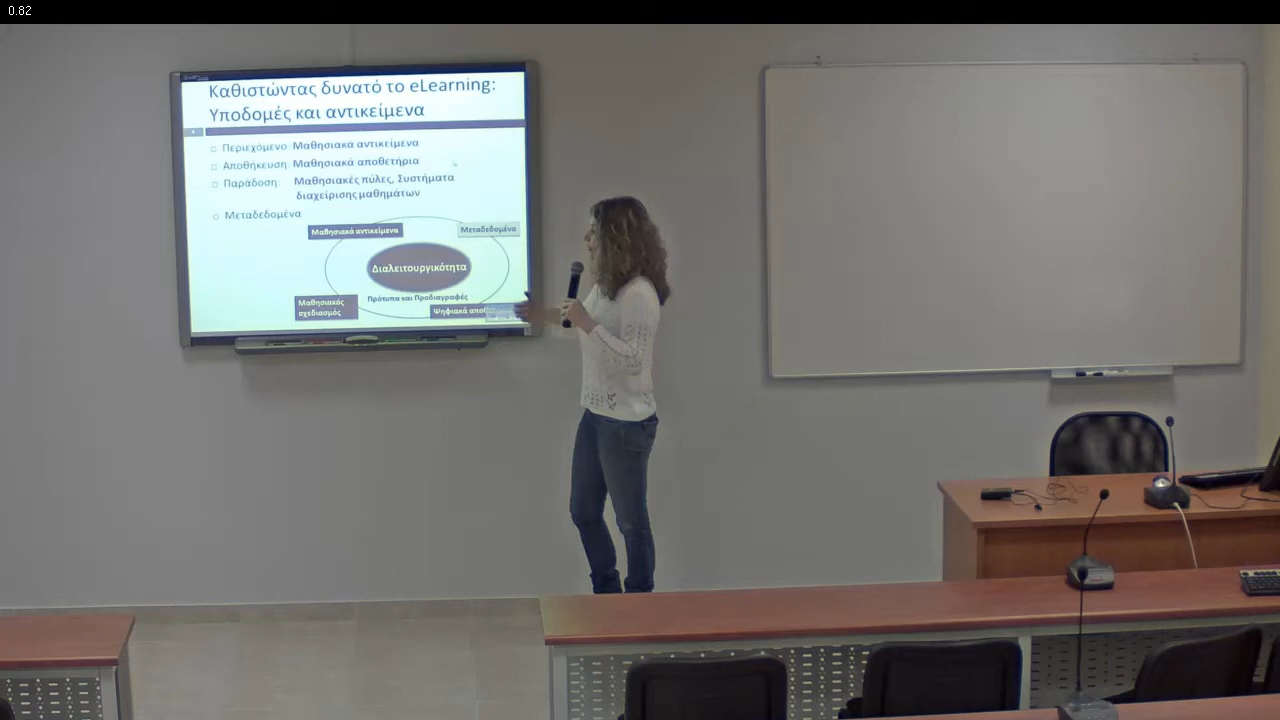 0.82
Καθιστώντας δυνατό το eLearning:
Υποδομές και αντικείμενα
Περιεχόμενο: Μαθησιακά αντικείμενα
Αποθήκευση: Μαθησιακά αποθετήρια
Παράδοση: Μαθησιακές πύλες, Συστήματα
διαχείρισης μαθημάτων
Μεταδεδομένα
Μαθησιακά αντικείμενα
Μεταδεδομένα
Διαλειτουργικότητα
Πρότυπα και Προδιαγραφές
Μαθησιακός
σχεδιασμός
Ψηφιακά